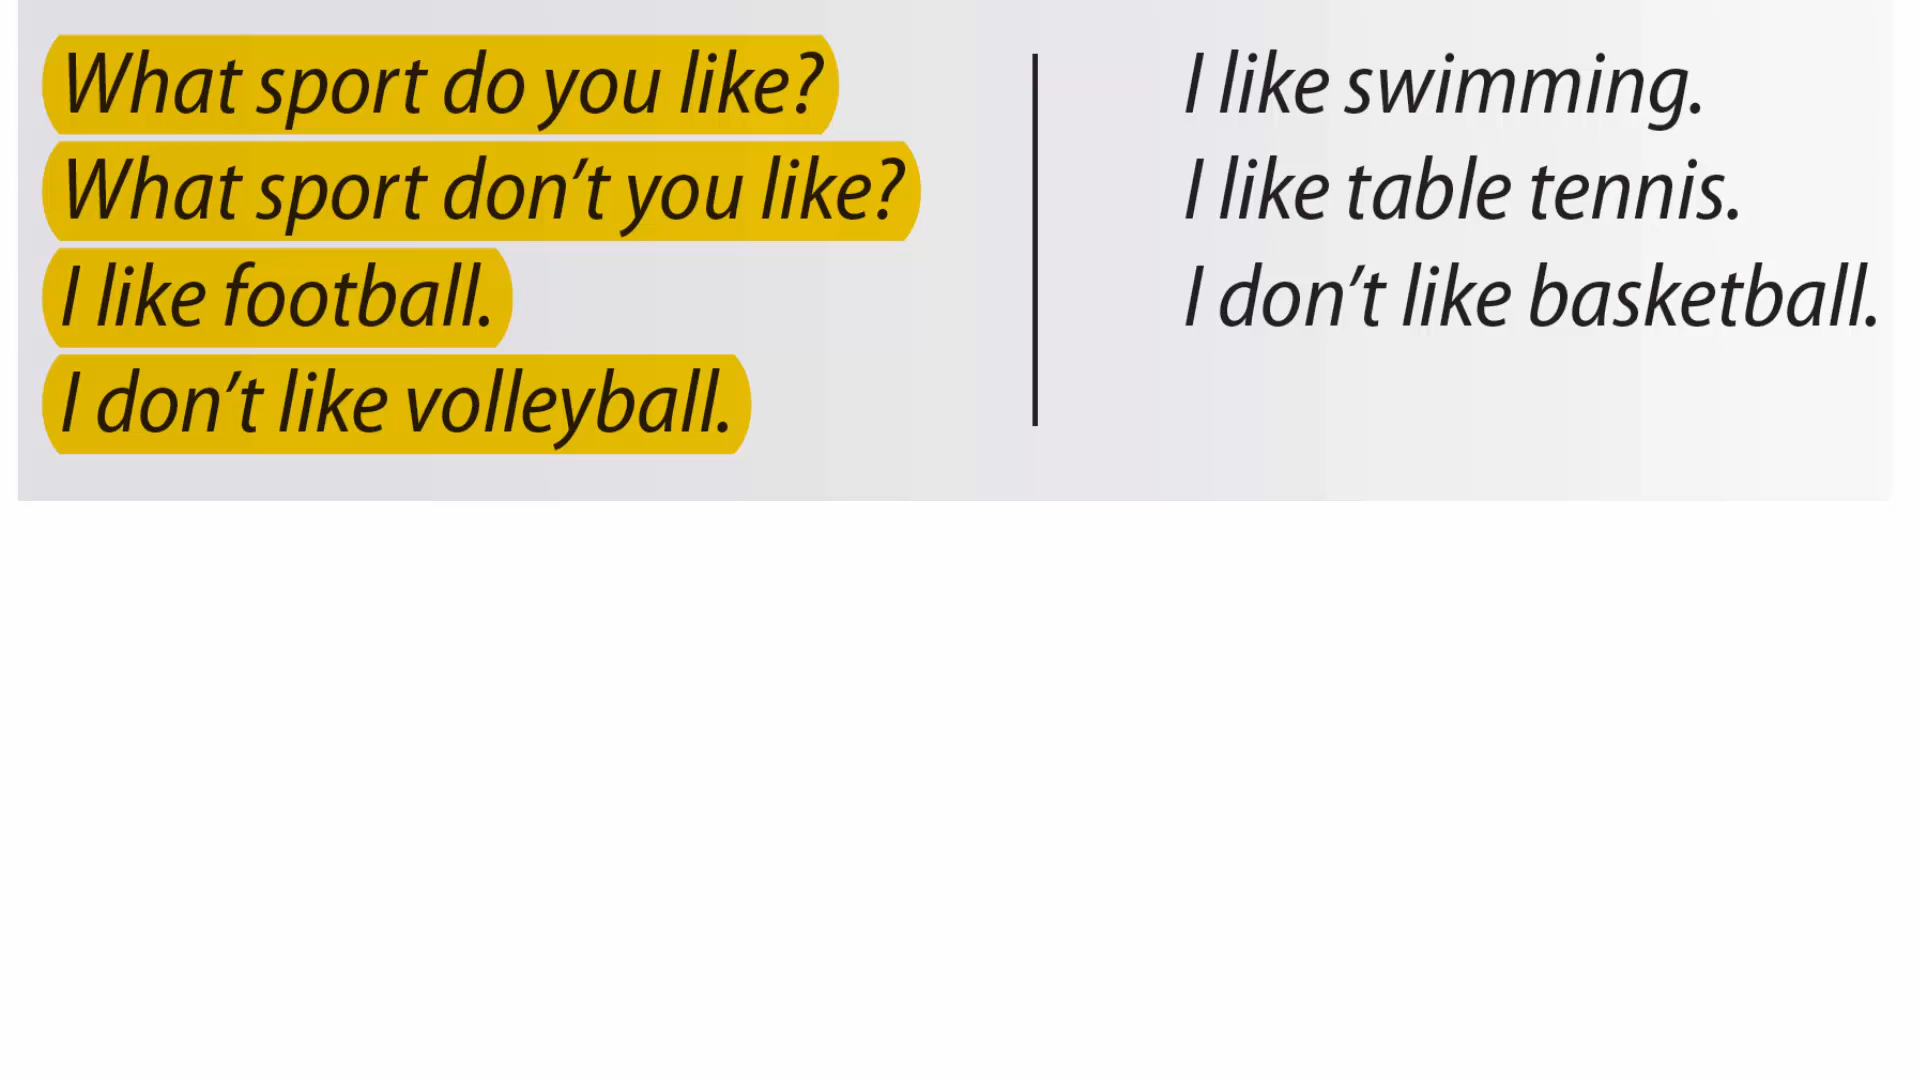 What sport do you like?
What sport don’t you like?
I like football.
I don’t like volleyball.
I like swimming.
I like table tennis.
I don’t like basketball.